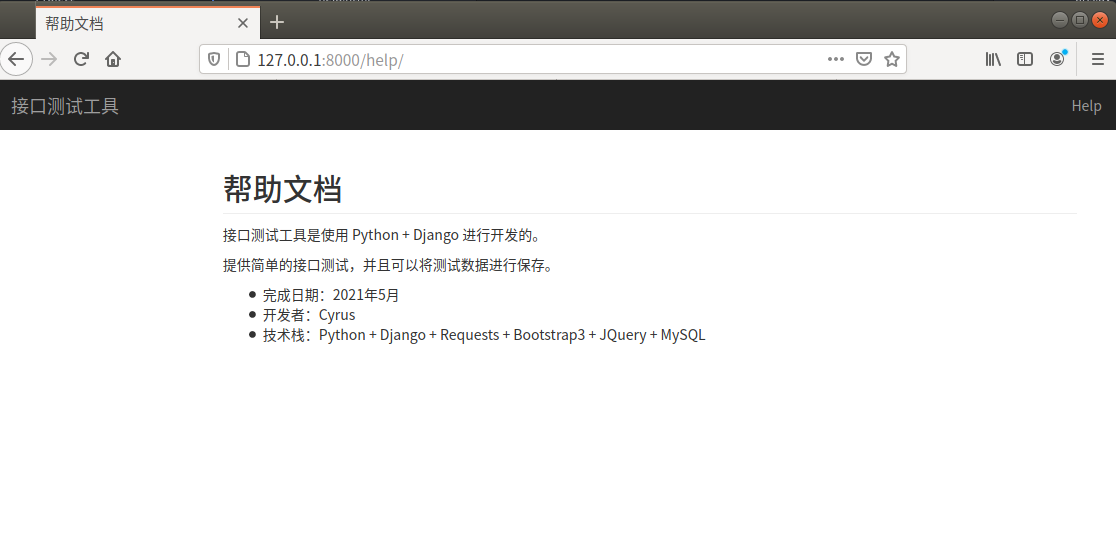 帮助文档
127.0.0.1:8000/help/
接口测试工具
Help
帮助文档
接口测试工具是使用 Python + Django 进行开发的。
提供简单的接口测试，并且可以将测试数据进行保存。
完成日期：2021年5月
开发者：Cyrus
技术栈：Python + Django + Requests + Bootstrap3 + JQuery + MySQL